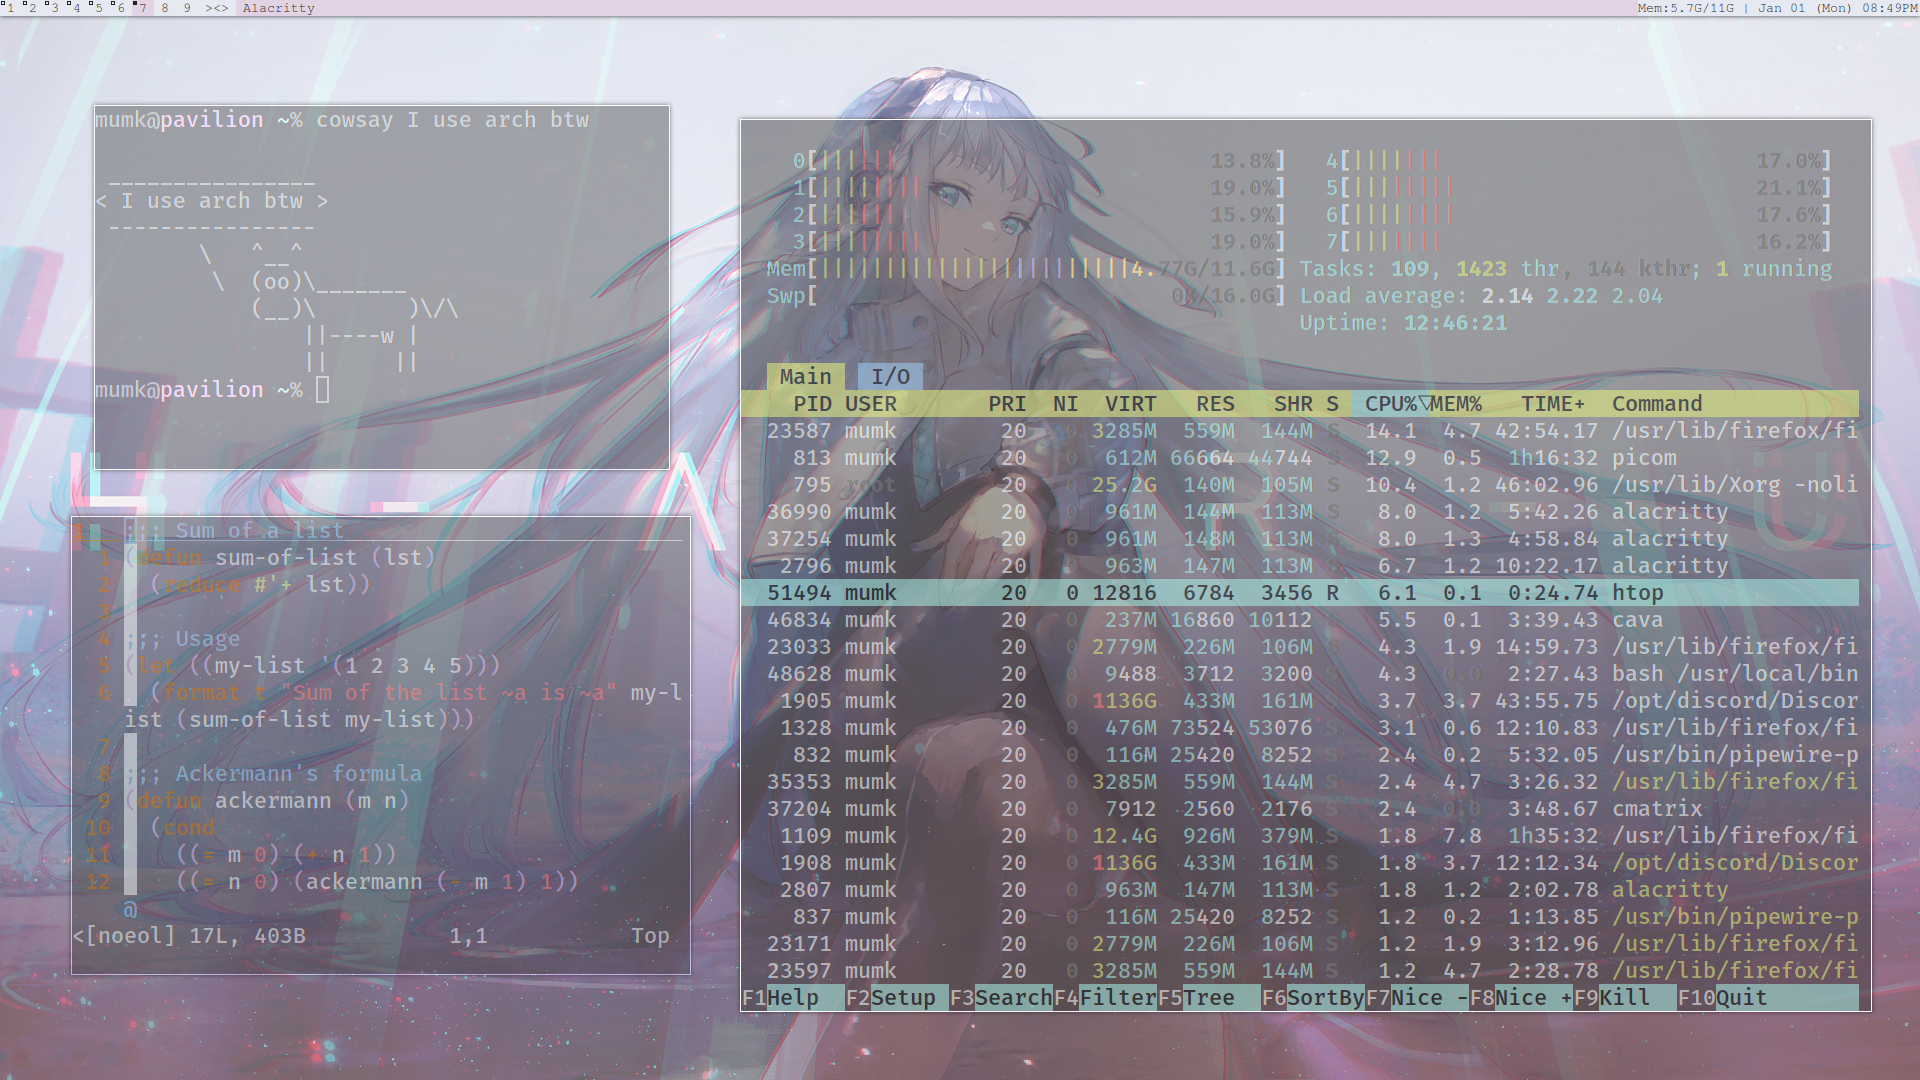 1 2 3 4 5 6 7 8 9 ><> Alacritty Mem:5.7G/11G | Jan 01 (Mon) 08:49PM
mumk@pavilion ~% cowsay I use arch btw
 ________________
< I use arch btw >
 ----------------
        \   ^__^
         \  (oo)\_______
            (__)\       )\/\
                ||----w |
                ||     ||
mumk@pavilion ~%
;;; Sum of a list
1 (defun sum-of-list (lst)
2   (reduce #'+ lst))
3
4 ;;; Usage
5 (let ((my-list '(1 2 3 4 5)))
6   (format t "Sum of the list ~a is ~a" my-l
ist (sum-of-list my-list)))
7
8 ;;; Ackermann's formula
9 (defun ackermann (m n)
10   (cond
11     ((= m 0) (+ n 1))
12     ((= n 0) (ackermann (- m 1) 1))
@
<[noeol] 17L, 403B 1,1 Top
0[|||||| 13.8%] 4[||||||| 17.0%]
1[|||||||| 19.0%] 5[|||||||| 21.1%]
2[|||||| 15.9%] 6[|||||||| 17.6%]
3[|||||||| 19.0%] 7[||||||| 16.2%]
Mem[||||||||||||||||||||||||4.77G/11.6G] Tasks: 109, 1423 thr, 144 kthr; 1 running
Swp[ 0K/16.0G] Load average: 2.14 2.22 2.04
Uptime: 12:46:21
Main I/O
PID USER PRI NI VIRT RES SHR S CPU%▽MEM% TIME+ Command
23587 mumk 20 0 3285M 559M 144M S 14.1 4.7 42:54.17 /usr/lib/firefox/fi
813 mumk 20 0 612M 66664 44744 S 12.9 0.5 1h16:32 picom
795 root 20 0 25.2G 140M 105M S 10.4 1.2 46:02.96 /usr/lib/Xorg -noli
36990 mumk 20 0 961M 144M 113M S 8.0 1.2 5:42.26 alacritty
37254 mumk 20 0 961M 148M 113M S 8.0 1.3 4:58.84 alacritty
2796 mumk 20 0 963M 147M 113M S 6.7 1.2 10:22.17 alacritty
51494 mumk 20 0 12816 6784 3456 R 6.1 0.1 0:24.74 htop
46834 mumk 20 0 237M 16860 10112 S 5.5 0.1 3:39.43 cava
23033 mumk 20 0 2779M 226M 106M S 4.3 1.9 14:59.73 /usr/lib/firefox/fi
48628 mumk 20 0 9488 3712 3200 S 4.3 0.0 2:27.43 bash /usr/local/bin
1905 mumk 20 0 1136G 433M 161M S 3.7 3.7 43:55.75 /opt/discord/Discor
1328 mumk 20 0 476M 73524 53076 S 3.1 0.6 12:10.83 /usr/lib/firefox/fi
832 mumk 20 0 116M 25420 8252 S 2.4 0.2 5:32.05 /usr/bin/pipewire-p
35353 mumk 20 0 3285M 559M 144M S 2.4 4.7 3:26.32 /usr/lib/firefox/fi
37204 mumk 20 0 7912 2560 2176 S 2.4 0.0 3:48.67 cmatrix
1109 mumk 20 0 12.4G 926M 379M S 1.8 7.8 1h35:32 /usr/lib/firefox/fi
1908 mumk 20 0 1136G 433M 161M S 1.8 3.7 12:12.34 /opt/discord/Discor
2807 mumk 20 0 963M 147M 113M S 1.8 1.2 2:02.78 alacritty
837 mumk 20 0 116M 25420 8252 S 1.2 0.2 1:13.85 /usr/bin/pipewire-p
23171 mumk 20 0 2779M 226M 106M S 1.2 1.9 3:12.96 /usr/lib/firefox/fi
23597 mumk 20 0 3285M 559M 144M S 1.2 4.7 2:28.78 /usr/lib/firefox/fi
F1Help F2Setup F3SearchF4FilterF5Tree F6SortByF7Nice -F8Nice +F9Kill F10Quit